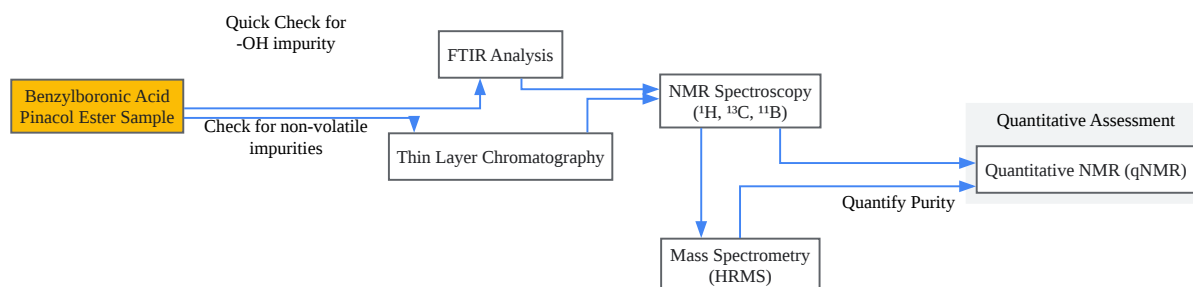 Quick Check for
-OH impurity
FTIR Analysis
Benzylboronic Acid
Pinacol Ester Sample
Check for non-volatile
impurities
Thin Layer Chromatography
NMR Spectroscopy
(¹H, ¹³C, ¹¹B)
Quantitative Assessment
Quantitative NMR (qNMR)
Quantify Purity
Mass Spectrometry
(HRMS)